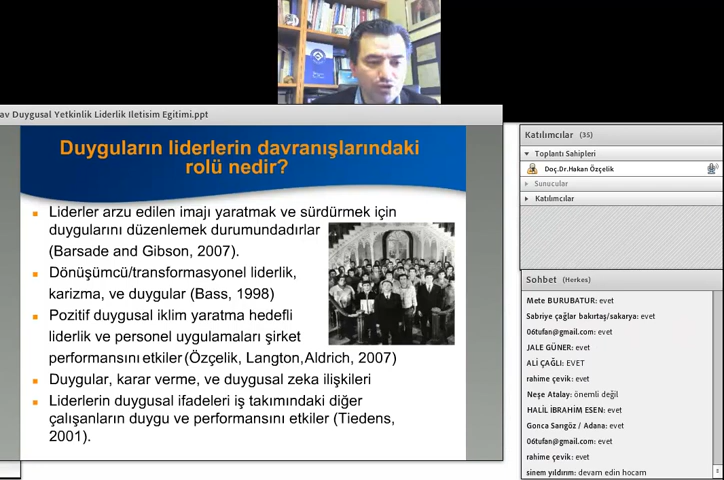 av Duygusal Yetkinlik Liderlik Iletisim Egitimi.ppt
Duyguların liderlerin davranışlarındaki
rolü nedir?
Liderler arzu edilen imajı yaratmak ve sürdürmek için
duygularını düzenlemek durumundadırlar
(Barsade and Gibson, 2007).
Dönüşümcü/transformasyonel liderlik,
karizma, ve duygular (Bass, 1998)
Pozitif duygusal iklim yaratma hedefli
liderlik ve personel uygulamaları şirket
performansını etkiler (Özçelik, Langton,Aldrich, 2007)
Duygular, karar verme, ve duygusal zeka ilişkileri
Liderlerin duygusal ifadeleri iş takımındaki diğer
çalışanların duygu ve performansını etkiler (Tiedens,
2001).
Katılımcılar (35)
Toplantı Sahipleri
Doç.Dr.Hakan Özçelik
Sunucular
Katılımcılar
Sohbet (Herkes)
Mete BURUBATUR: evet
Sabriye çağlar bakırtaş/sakarya: evet
06tufan@gmail.com: evet
JALE GÜNER: evet
ALİ ÇAĞLI: EVET
rahime çevik: evet
Neşe Atalay: önemli değil
HALİL İBRAHİM ESEN: evet
Gonca Sarıgöz / Adana: evet
06tufan@gmail.com: evet
rahime çevik: evet
sinem yıldırım: devam edin hocam